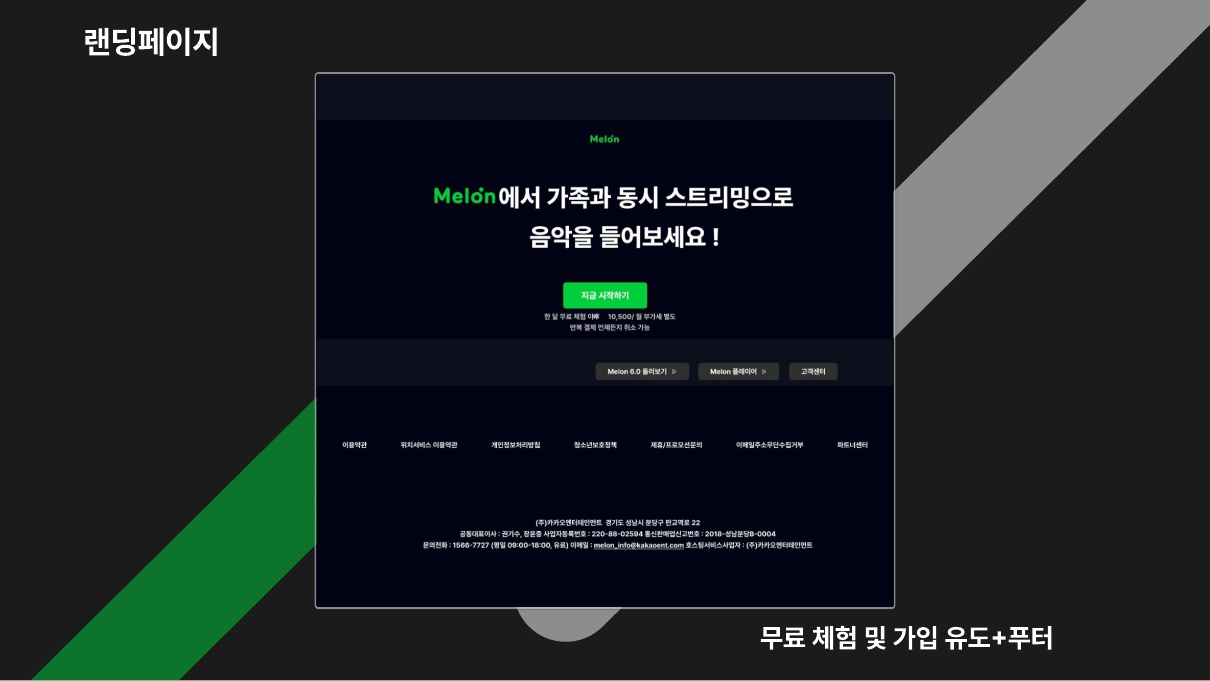 랜딩페이지
Melon
Melon에서 가족과 동시 스트리밍으로
음악을 들어보세요 !
지금 시작하기
한 달 무료 체험 이후 10,500/ 월 부가세 별도
반복 결제 언제든지 취소 가능
Melon 6.0 둘러보기 ▷ Melon 플레이어 ▷ 고객센터
이용약관 위치서비스 이용약관 개인정보처리방침 청소년보호정책 제휴/프로모션문의 이메일주소무단수집거부 파트너센터
(주)카카오엔터테인먼트 경기도 성남시 분당구 판교역로 22
공동대표이사 : 권기수, 장윤중 사업자등록번호 : 220-88-02594 통신판매업신고번호 : 2018-성남분당B-0004
문의전화 : 1566-7727 (평일 09:00-18:00, 유료) 이메일 : melon_info@kakaoent.com 호스팅서비스사업자 : (주)카카오엔터테인먼트
무료 체험 및 가입 유도+푸터